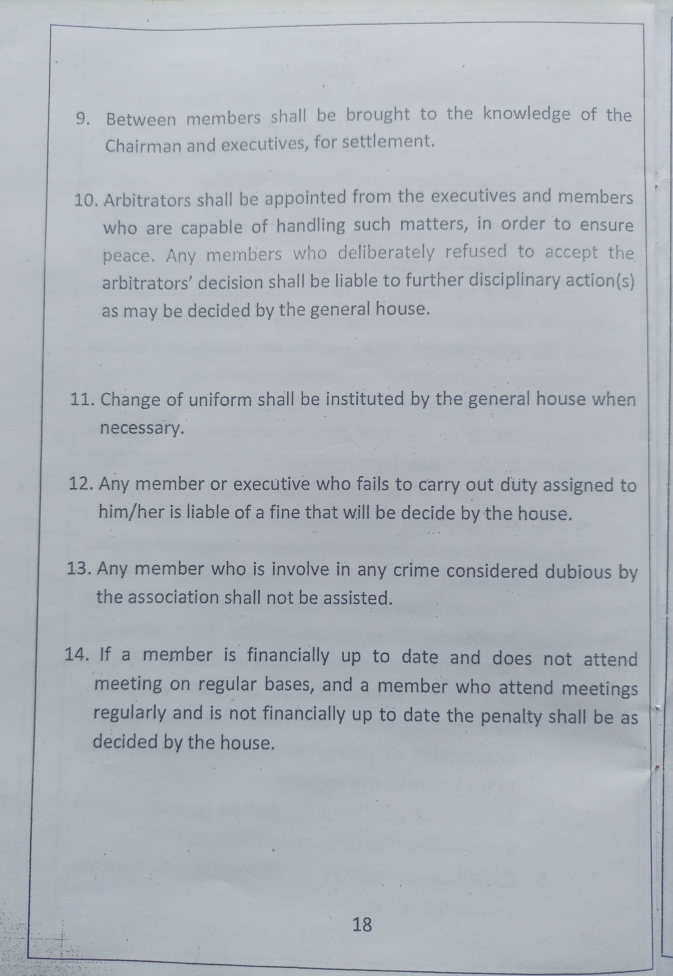 9. Between members shall be brought to the knowledge of the
Chairman and executives, for settlement.
10. Arbitrators shall be appointed from the executives and members
who are capable of handling such matters, in order to ensure
peace. Any members who deliberately refused to accept the
arbitrators' decision shall be liable to further disciplinary action(s)
as may be decided by the general house.
11. Change of uniform shall be instituted by the general house when
necessary.
12. Any member or executive who fails to carry out duty assigned to
him/her is liable of a fine that will be decide by the house.
13. Any member who is involve in any crime considered dubious by
the association shall not be assisted.
14. If a member is financially up to date and does not attend
meeting on regular bases, and a member who attend meetings
regularly and is not financially up to date the penalty shall be as
decided by the house.
18